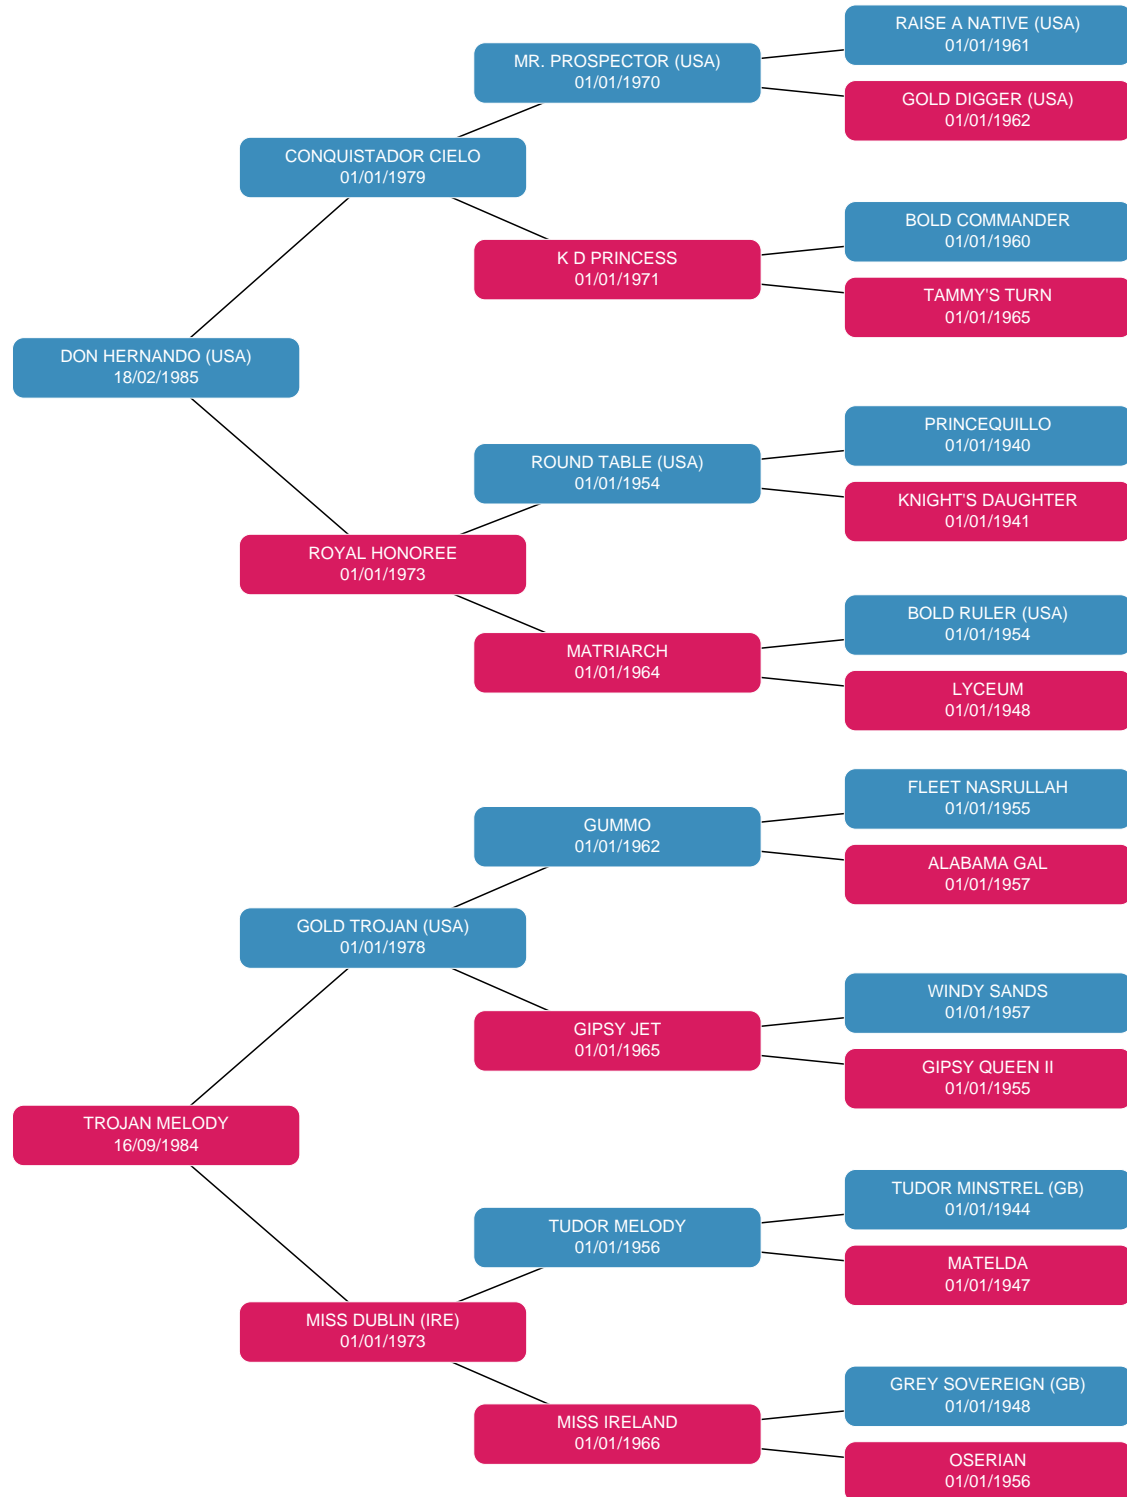 RAISE A NATIVE (USA)
01/01/1961
MR. PROSPECTOR (USA)
01/01/1970
GOLD DIGGER (USA)
01/01/1962
CONQUISTADOR CIELO
01/01/1979
BOLD COMMANDER
01/01/1960
K D PRINCESS
01/01/1971
TAMMY'S TURN
01/01/1965
DON HERNANDO (USA)
18/02/1985
PRINCEQUILLO
01/01/1940
ROUND TABLE (USA)
01/01/1954
KNIGHT'S DAUGHTER
01/01/1941
ROYAL HONOREE
01/01/1973
BOLD RULER (USA)
01/01/1954
MATRIARCH
01/01/1964
LYCEUM
01/01/1948
FLEET NASRULLAH
01/01/1955
GUMMO
01/01/1962
ALABAMA GAL
01/01/1957
GOLD TROJAN (USA)
01/01/1978
WINDY SANDS
01/01/1957
GIPSY JET
01/01/1965
GIPSY QUEEN II
01/01/1955
TROJAN MELODY
16/09/1984
TUDOR MINSTREL (GB)
01/01/1944
TUDOR MELODY
01/01/1956
MATELDA
01/01/1947
MISS DUBLIN (IRE)
01/01/1973
GREY SOVEREIGN (GB)
01/01/1948
MISS IRELAND
01/01/1966
OSERIAN
01/01/1956